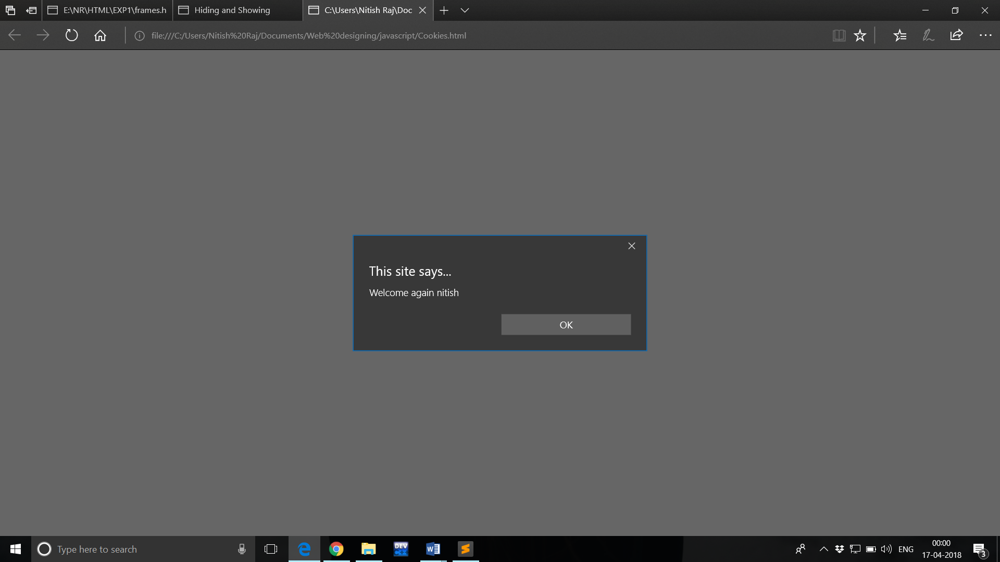 E:\NR\HTML\EXP1\frames.h
Hiding and Showing
C:\Users\Nitish Raj\Doc
file:///C:/Users/Nitish%20Raj/Documents/Web%20designing/javascript/Cookies.html
This site says...
Welcome again nitish
OK
Type here to search
DEV
C++
W
ENG
00:00
17-04-2018
3